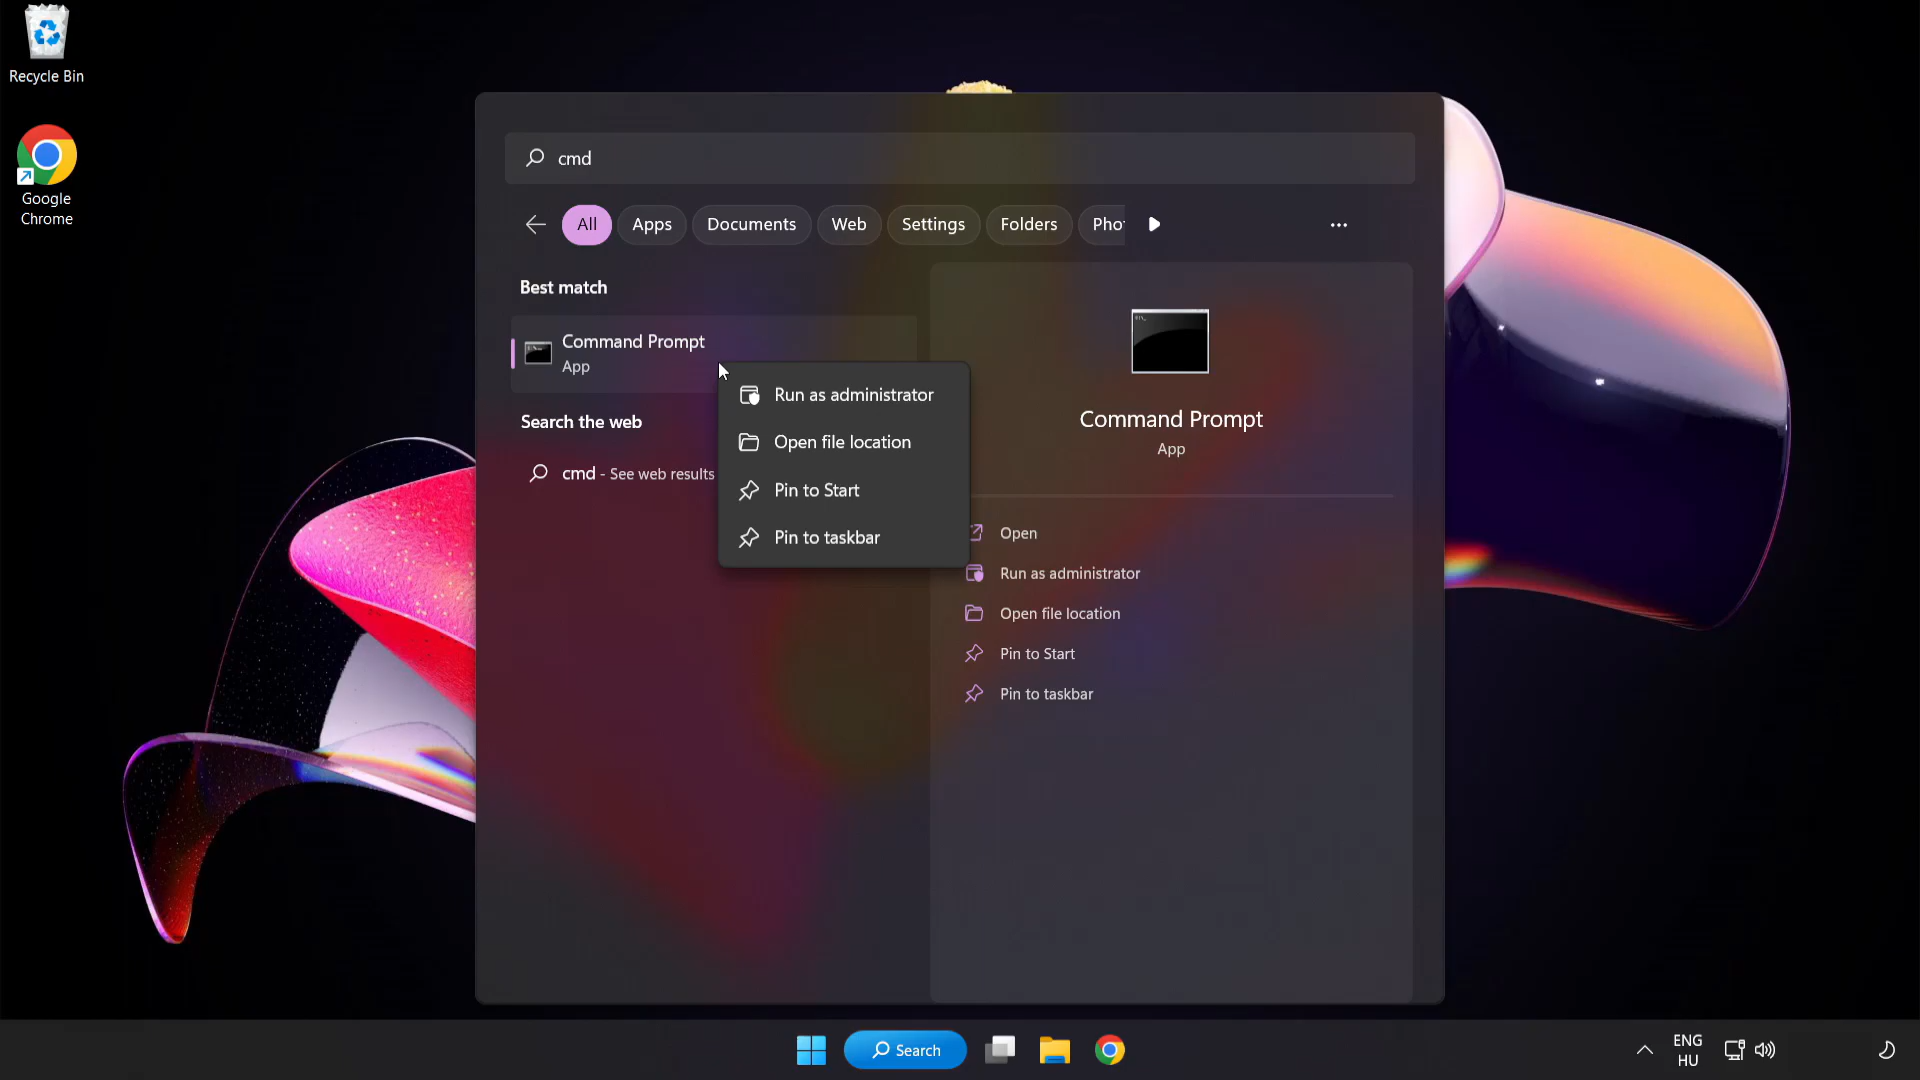 Recycle Bin
Google
Chrome
cmd
All
Apps
Documents
Web
Settings
Folders
Pho
Best match
Command Prompt
App
Search the web
cmd - See web results
Run as administrator
Open file location
Pin to Start
Pin to taskbar
Command Prompt
App
Open
Run as administrator
Open file location
Pin to Start
Pin to taskbar
Search
ENG
HU